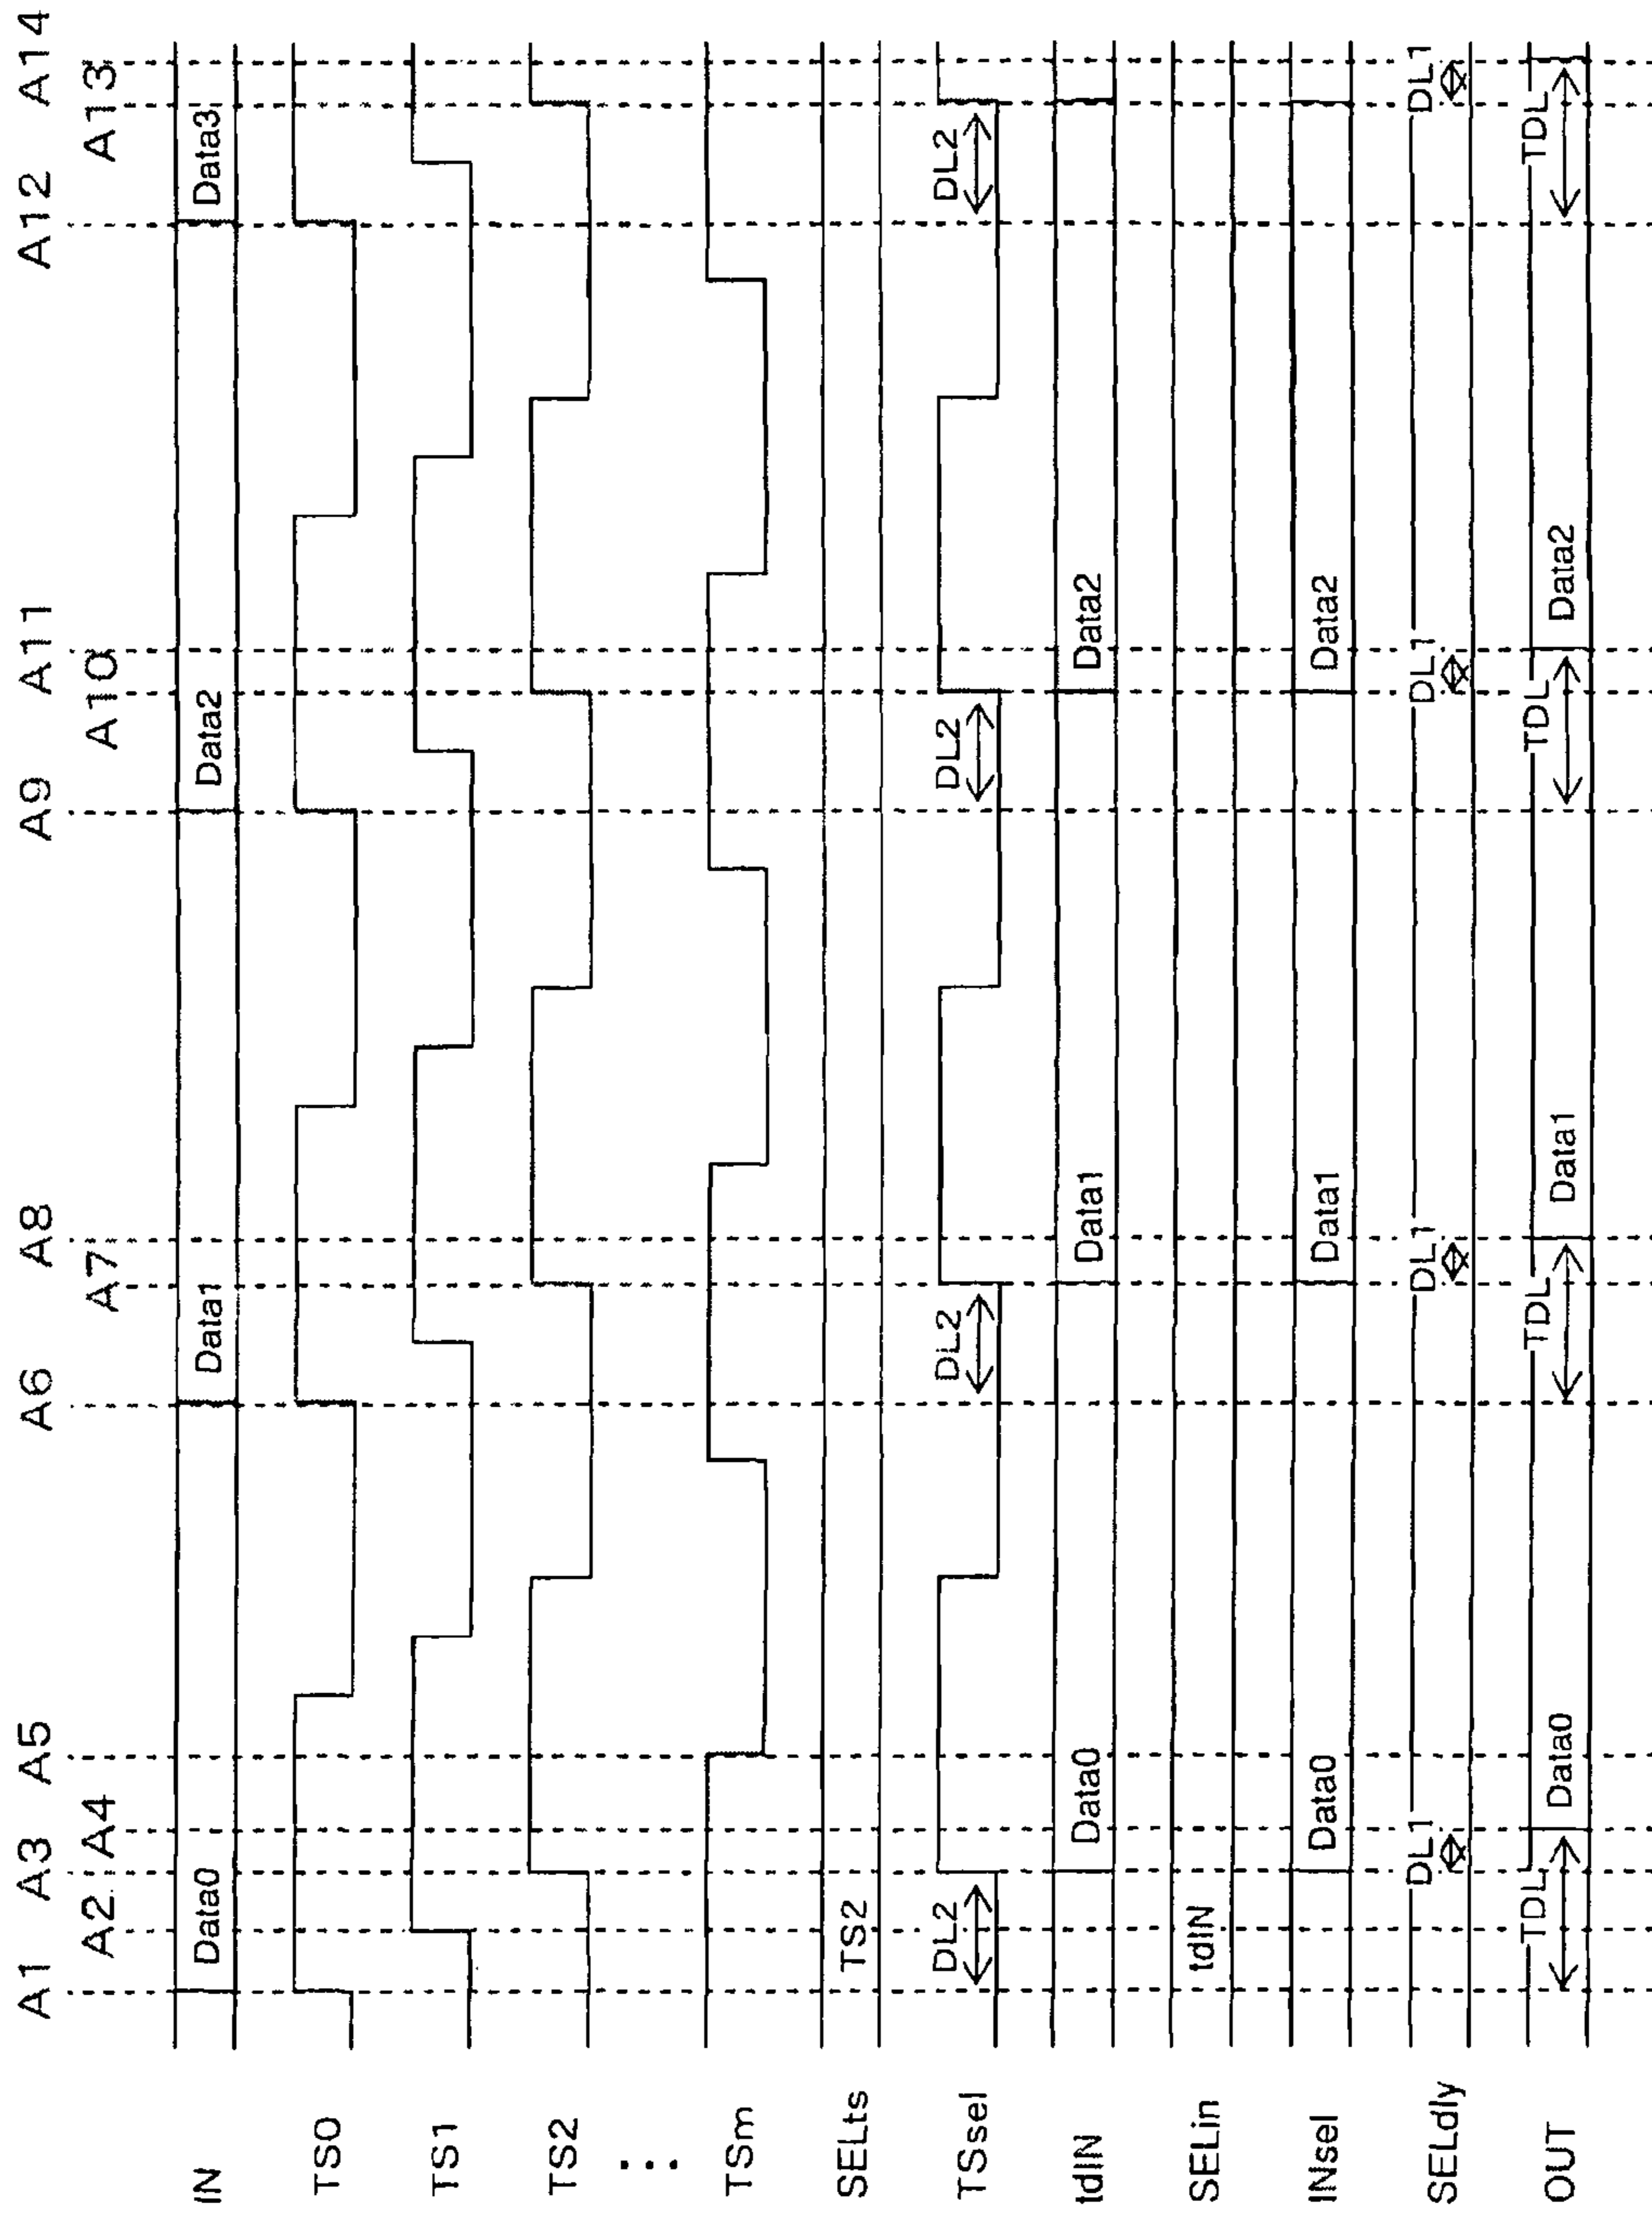 A1 A3 A5 A6 A8 A9 A11 A12 A14
A2 A4 A7 A10 A13
IN Data0 Data1 Data2 Data3
TS0
TS1
TS2
⋮
TSm
SELts TS2
TSsel DL2 DL2 DL2 DL2
tdIN Data0 Data1 Data2
SELin tdIN
INsel Data0 Data1 Data2
SELdly DL1 DL1 DL1 DL1
OUT TDL Data0 TDL Data1 TDL Data2 TDL